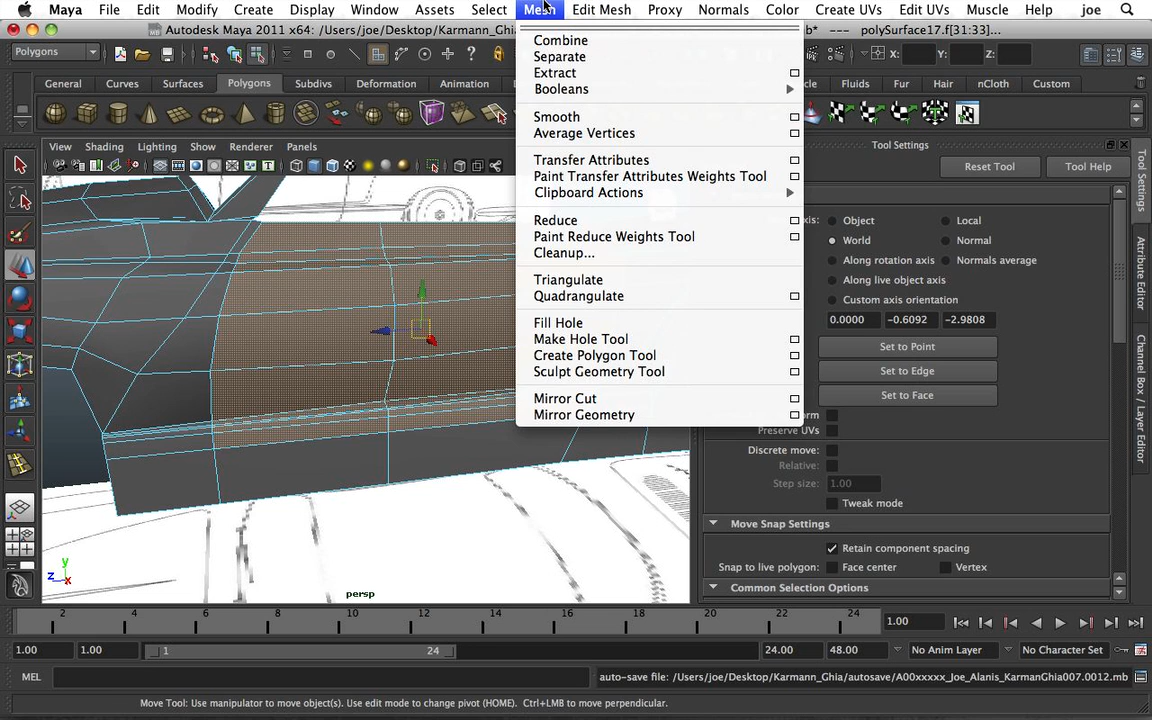 Maya File Edit Modify Create Display Window Assets Select Mesh Edit Mesh Proxy Normals Color Create UVs Edit UVs Muscle Help joe
Autodesk Maya 2011 x64: /Users/joe/Desktop/Karmann_Gh
b* --- polySurface17.f[31:33]...
Polygons
X: Y: Z:
General Curves Surfaces Polygons Subdivs Deformation Animation
Fluids Fur Hair nCloth Custom
View Shading Lighting Show Renderer Panels
Combine
Separate
Extract
Booleans
Smooth
Average Vertices
Transfer Attributes
Paint Transfer Attributes Weights Tool
Clipboard Actions
Reduce
Paint Reduce Weights Tool
Cleanup...
Triangulate
Quadrangulate
Fill Hole
Make Hole Tool
Create Polygon Tool
Sculpt Geometry Tool
Mirror Cut
Mirror Geometry
Tool Settings
Reset Tool Tool Help
Object Local
World Normal
Along rotation axis Normals average
Along live object axis
Custom axis orientation
0.0000 -0.6092 -2.9808
Set to Point
Set to Edge
Set to Face
Preserve UVs
Discrete move:
Relative:
Step size: 1.00
Tweak mode
Move Snap Settings
Retain component spacing
Snap to live polygon: Face center Vertex
Common Selection Options
Tool Settings
Attribute Editor
Channel Box / Layer Editor
y
z x
persp
2 4 6 8 10 12 14 16 18 20 22 24
1.00
1.00 1.00 1 24 24.00 48.00 No Anim Layer No Character Set
MEL
auto-save file: /Users/joe/Desktop/Karmann_Ghia/autosave/A00xxxxx_Joe_Alanis_KarmanGhia007.0012.mb
Move Tool: Use manipulator to move object(s). Use edit mode to change pivot (HOME). Ctrl+LMB to move perpendicular.